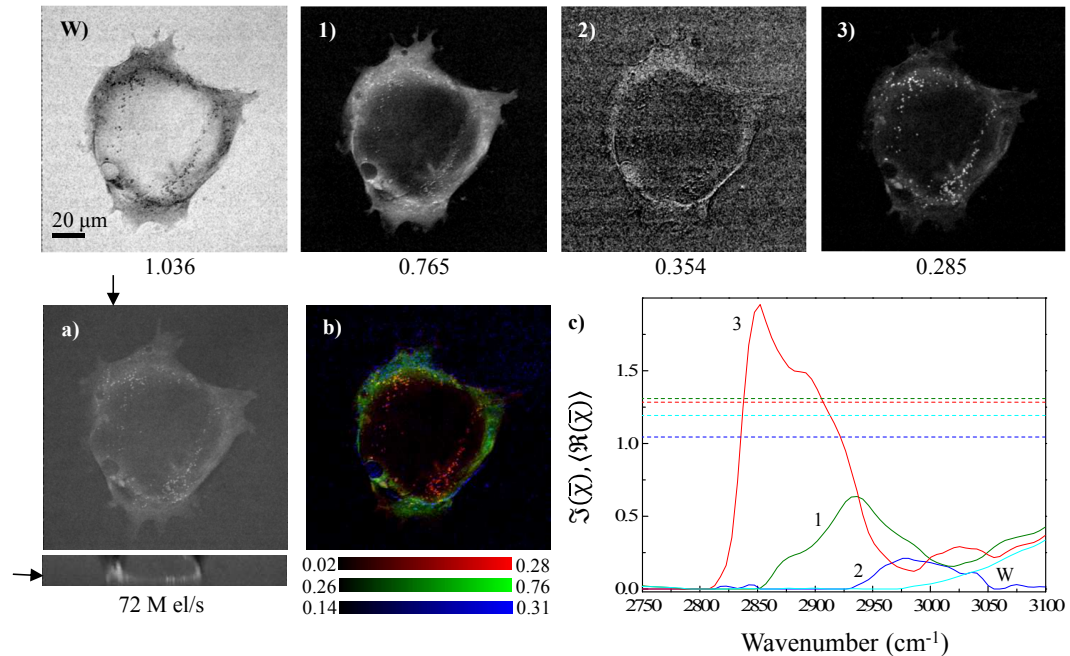 W)
1)
2)
3)
20 µm
1.036
0.765
0.354
0.285
a)
b)
c)
72 M el/s
0.02 0.28
0.26 0.76
0.14 0.31
ℑ(χ̅), ⟨ℜ(χ̅)⟩
1.5
1.0
0.5
0.0
3
1
2
W
2750 2800 2850 2900 2950 3000 3050 3100
Wavenumber (cm⁻¹)